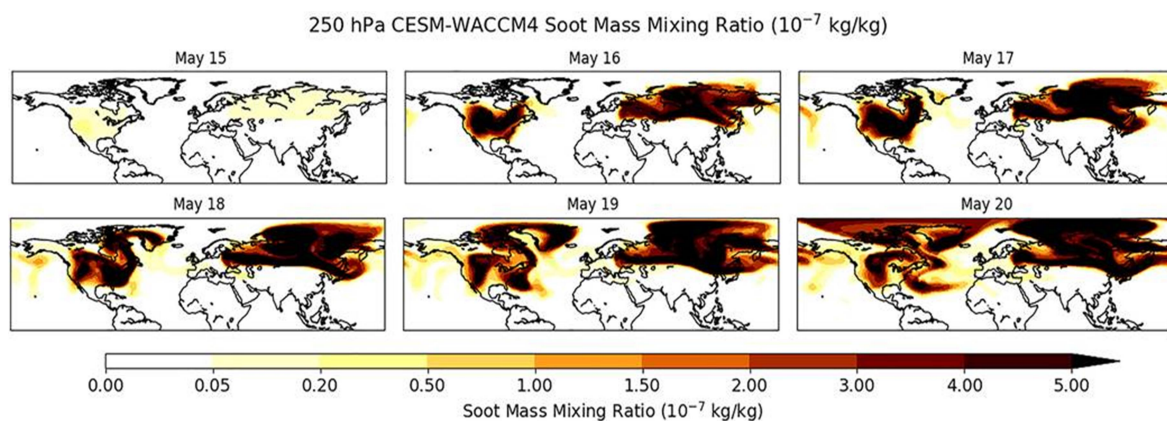 250 hPa CESM-WACCM4 Soot Mass Mixing Ratio (10⁻⁷ kg/kg)
May 15 May 16 May 17
May 18 May 19 May 20
0.00 0.05 0.20 0.50 1.00 1.50 2.00 3.00 4.00 5.00
Soot Mass Mixing Ratio (10⁻⁷ kg/kg)